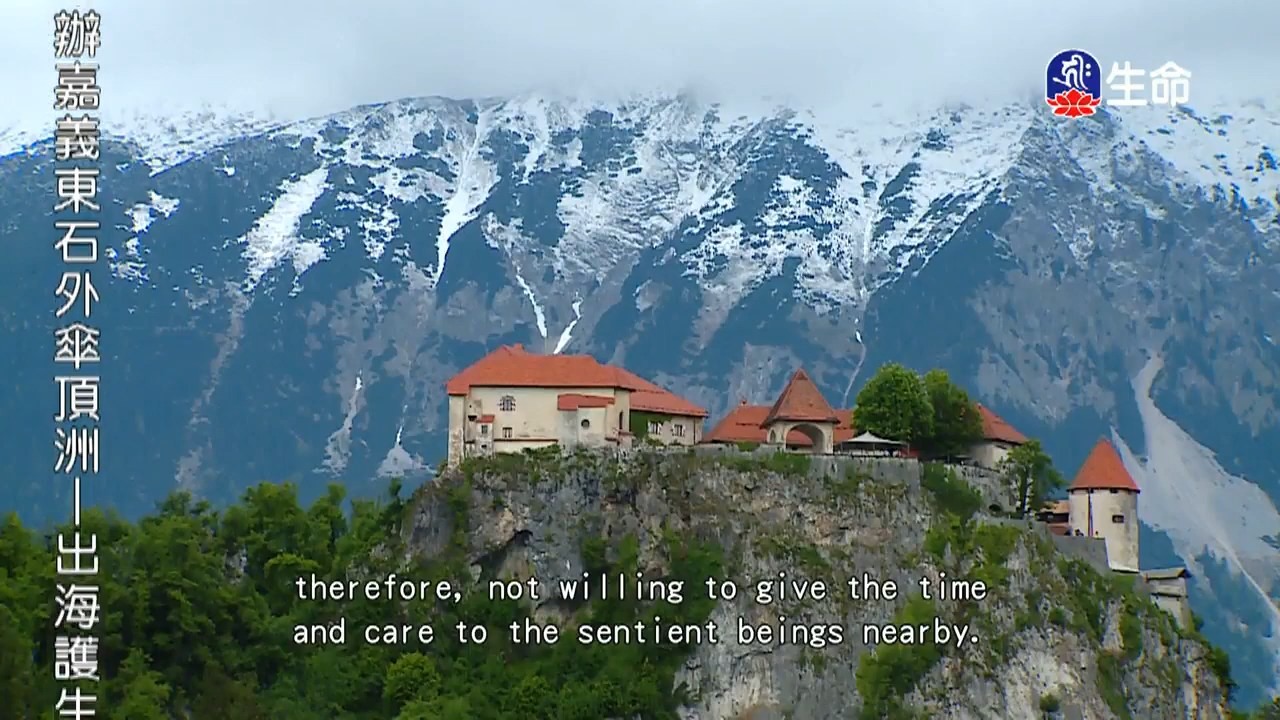 辦嘉義東石外傘頂洲—出海護生
生命
therefore, not willing to give the time
and care to the sentient beings nearby.